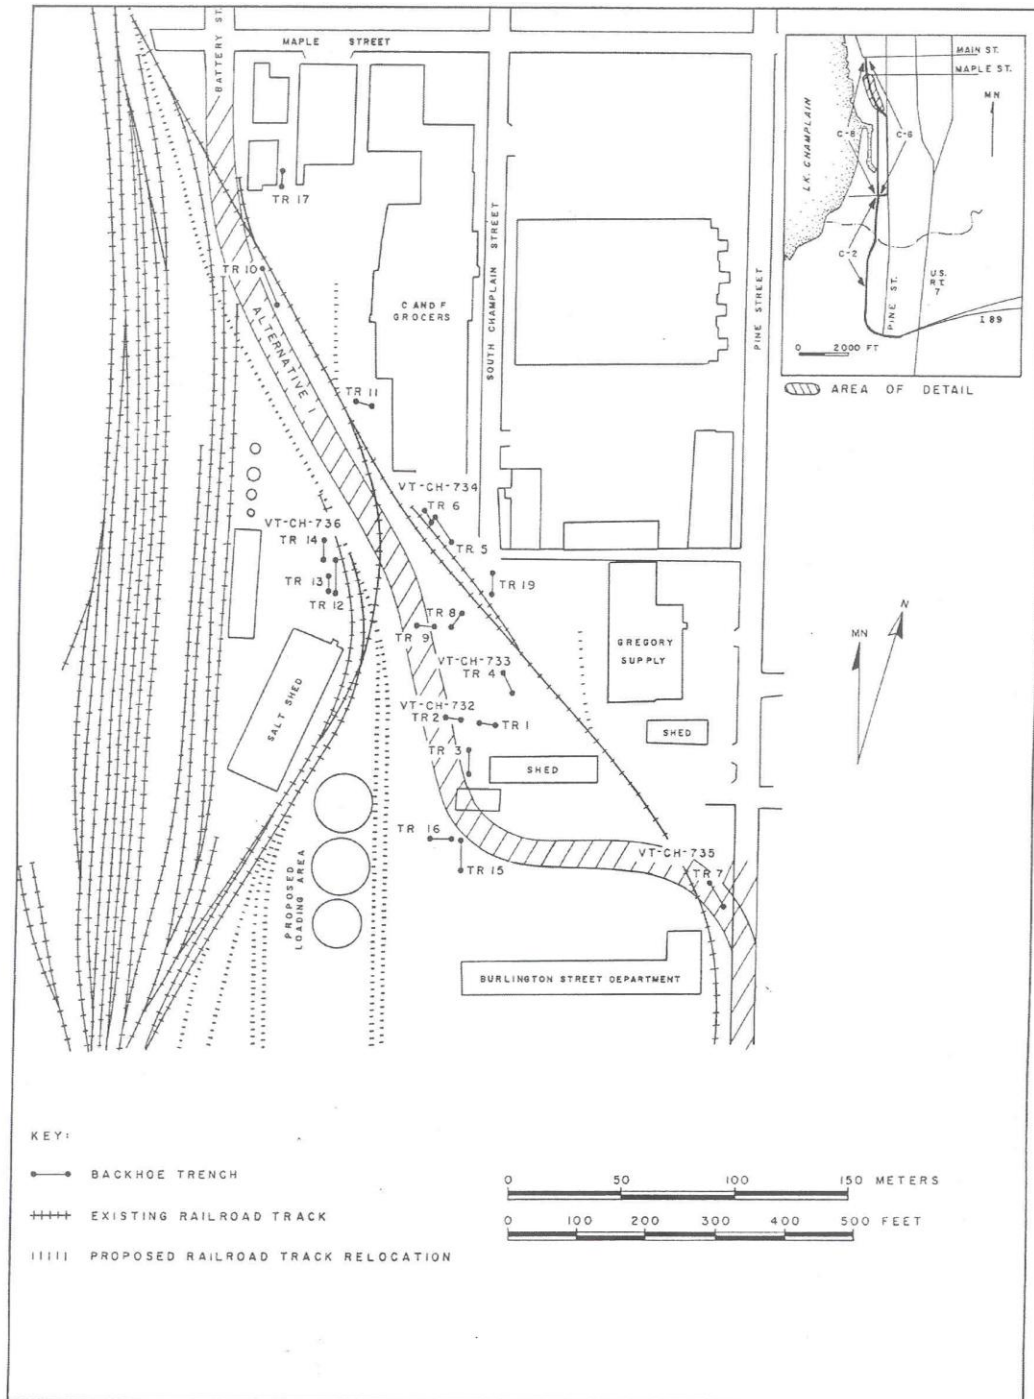 BATTERY ST.
MAPLE STREET
TR 17
TR 10
ALTERNATIVE 1
C AND F
GROCERS
SOUTH CHAMPLAIN STREET
PINE STREET
TR 11
VT-CH-734
TR 6
TR 5
VT-CH-736
TR 14
TR 13
TR 12
TR 19
TR 8
TR 9
GREGORY
SUPPLY
VT-CH-733
TR 4
VT-CH-732
TR 2
TR 1
TR 3
SHED
SHED
SALT SHED
TR 16
TR 15
VT-CH-735
TR 7
PROPOSED
LOADING AREA
BURLINGTON STREET DEPARTMENT
MAIN ST.
MAPLE ST.
MN
LK. CHAMPLAIN
C-8
C-6
C-2
PINE ST.
U.S.
RT.
7
I 89
0 2000 FT
AREA OF DETAIL
MN
N
KEY:
BACKHOE TRENCH
EXISTING RAILROAD TRACK
PROPOSED RAILROAD TRACK RELOCATION
0 50 100 150 METERS
0 100 200 300 400 500 FEET